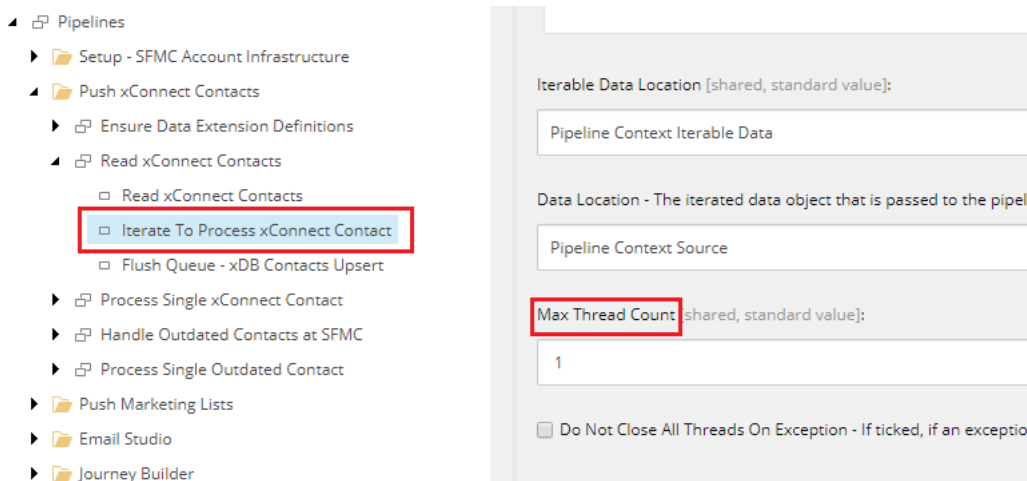 Pipelines
Setup - SFMC Account Infrastructure
Push xConnect Contacts
Ensure Data Extension Definitions
Read xConnect Contacts
Read xConnect Contacts
Iterate To Process xConnect Contact
Flush Queue - xDB Contacts Upsert
Process Single xConnect Contact
Handle Outdated Contacts at SFMC
Process Single Outdated Contact
Push Marketing Lists
Email Studio
Journey Builder
Iterable Data Location [shared, standard value]:
Pipeline Context Iterable Data
Data Location - The iterated data object that is passed to the pipel
Pipeline Context Source
Max Thread Count [shared, standard value]:
1
Do Not Close All Threads On Exception - If ticked, if an exceptio